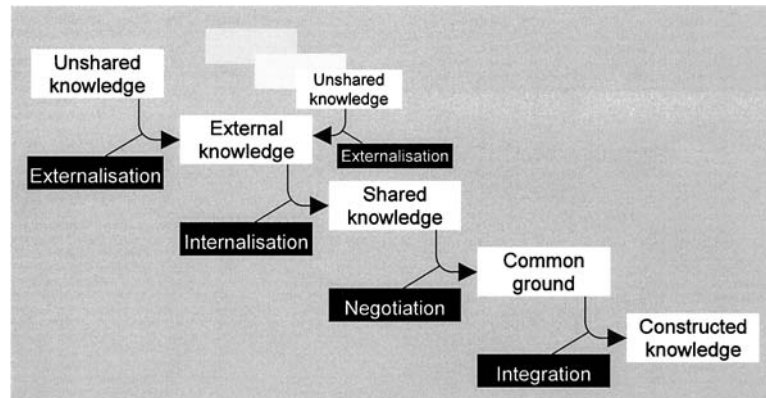 Unshared
knowledge
Unshared
knowledge
External
knowledge
Externalisation
Externalisation
Shared
knowledge
Internalisation
Common
ground
Negotiation
Constructed
knowledge
Integration